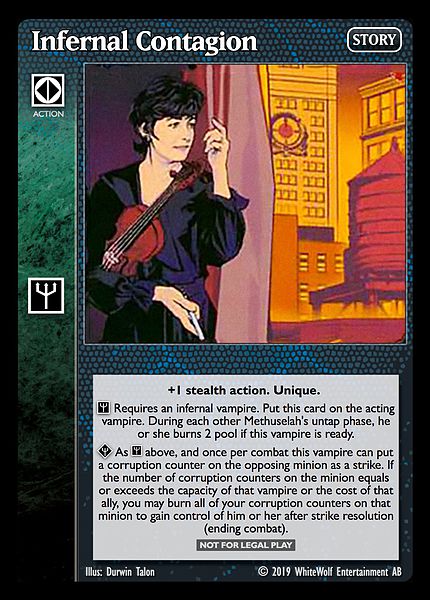 Infernal Contagion
STORY
ACTION
+1 stealth action. Unique.
Requires an infernal vampire. Put this card on the acting
vampire. During each other Methuselah's untap phase, he
or she burns 2 pool if this vampire is ready.
As above, and once per combat this vampire can put
a corruption counter on the opposing minion as a strike. If
the number of corruption counters on the minion equals
or exceeds the capacity of that vampire or the cost of that
ally, you may burn all of your corruption counters on that
minion to gain control of him or her after strike resolution
(ending combat).
NOT FOR LEGAL PLAY
Illus: Durwin Talon
© 2019 WhiteWolf Entertainment AB